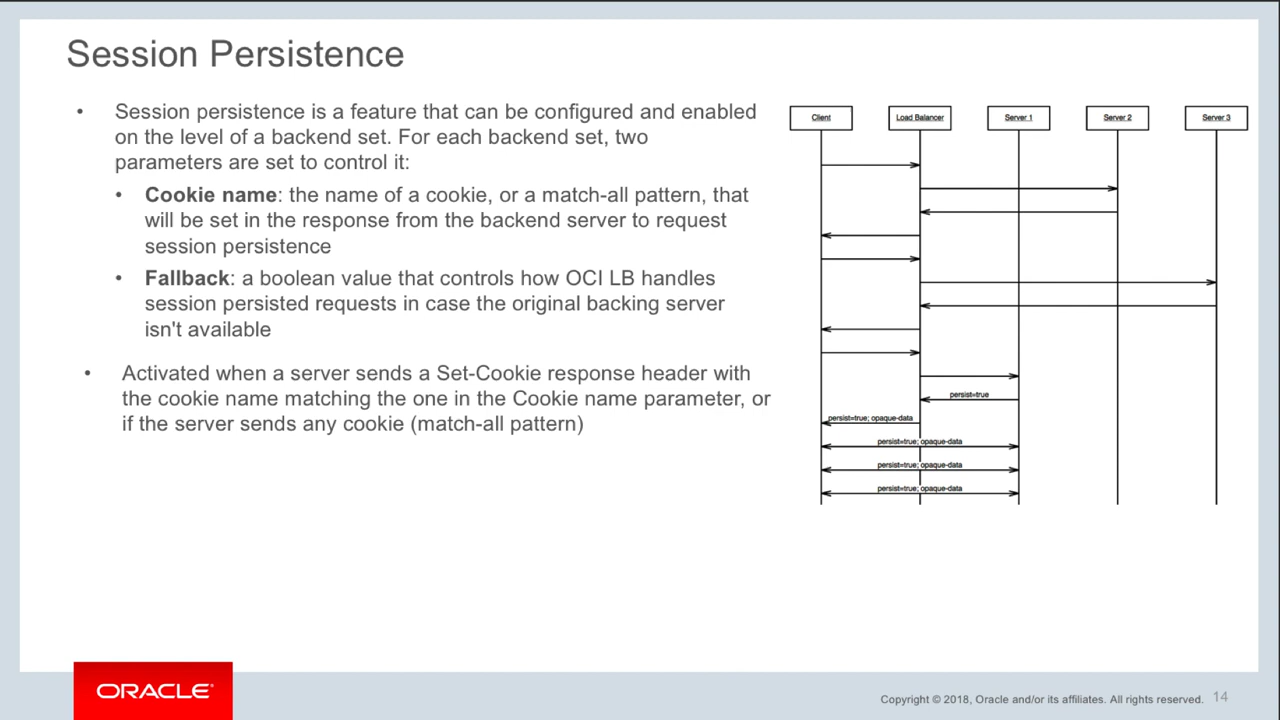 Session Persistence
• Session persistence is a feature that can be configured and enabled
on the level of a backend set. For each backend set, two
parameters are set to control it:
• Cookie name: the name of a cookie, or a match-all pattern, that
will be set in the response from the backend server to request
session persistence
• Fallback: a boolean value that controls how OCI LB handles
session persisted requests in case the original backing server
isn't available
• Activated when a server sends a Set-Cookie response header with
the cookie name matching the one in the Cookie name parameter, or
if the server sends any cookie (match-all pattern)
Client Load Balancer Server 1 Server 2 Server 3
persist=true
persist=true; opaque-data
persist=true; opaque-data
persist=true; opaque-data
persist=true; opaque-data
ORACLE®
Copyright © 2018, Oracle and/or its affiliates. All rights reserved. 14